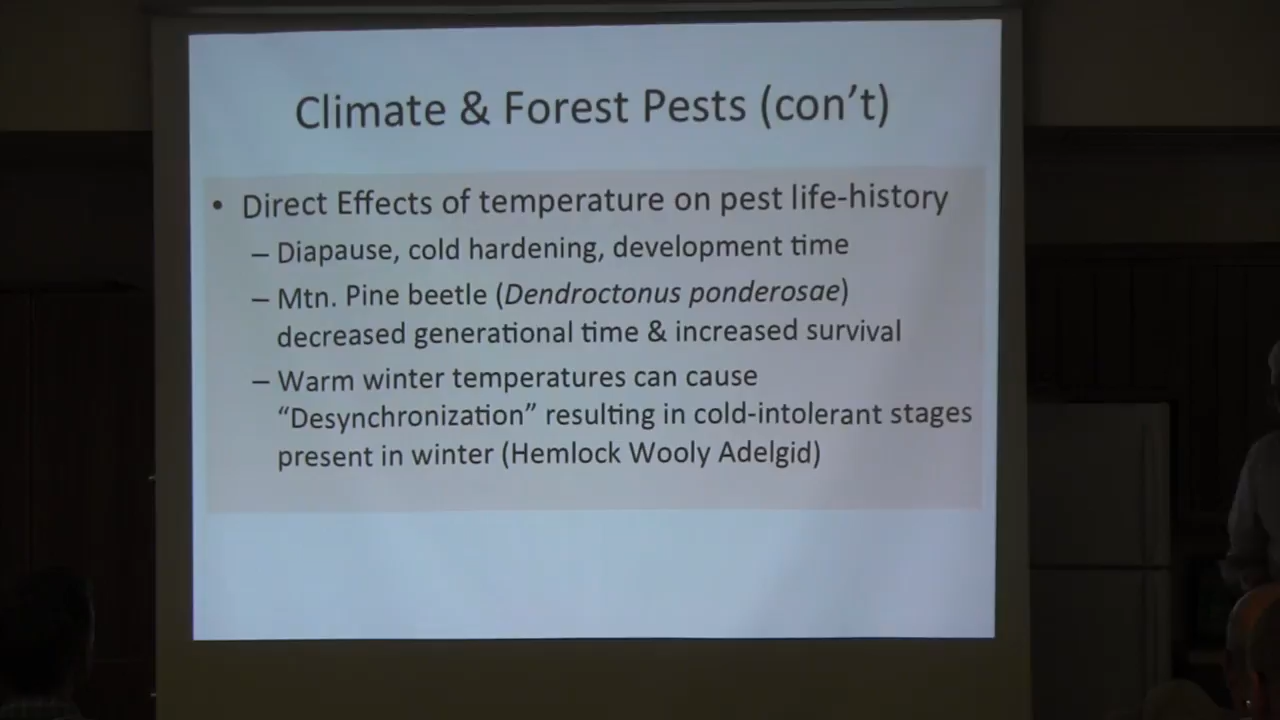 Climate & Forest Pests (con’t)
• Direct Effects of temperature on pest life-history
– Diapause, cold hardening, development time
– Mtn. Pine beetle (Dendroctonus ponderosae)
decreased generational time & increased survival
– Warm winter temperatures can cause
“Desynchronization” resulting in cold-intolerant stages
present in winter (Hemlock Wooly Adelgid)